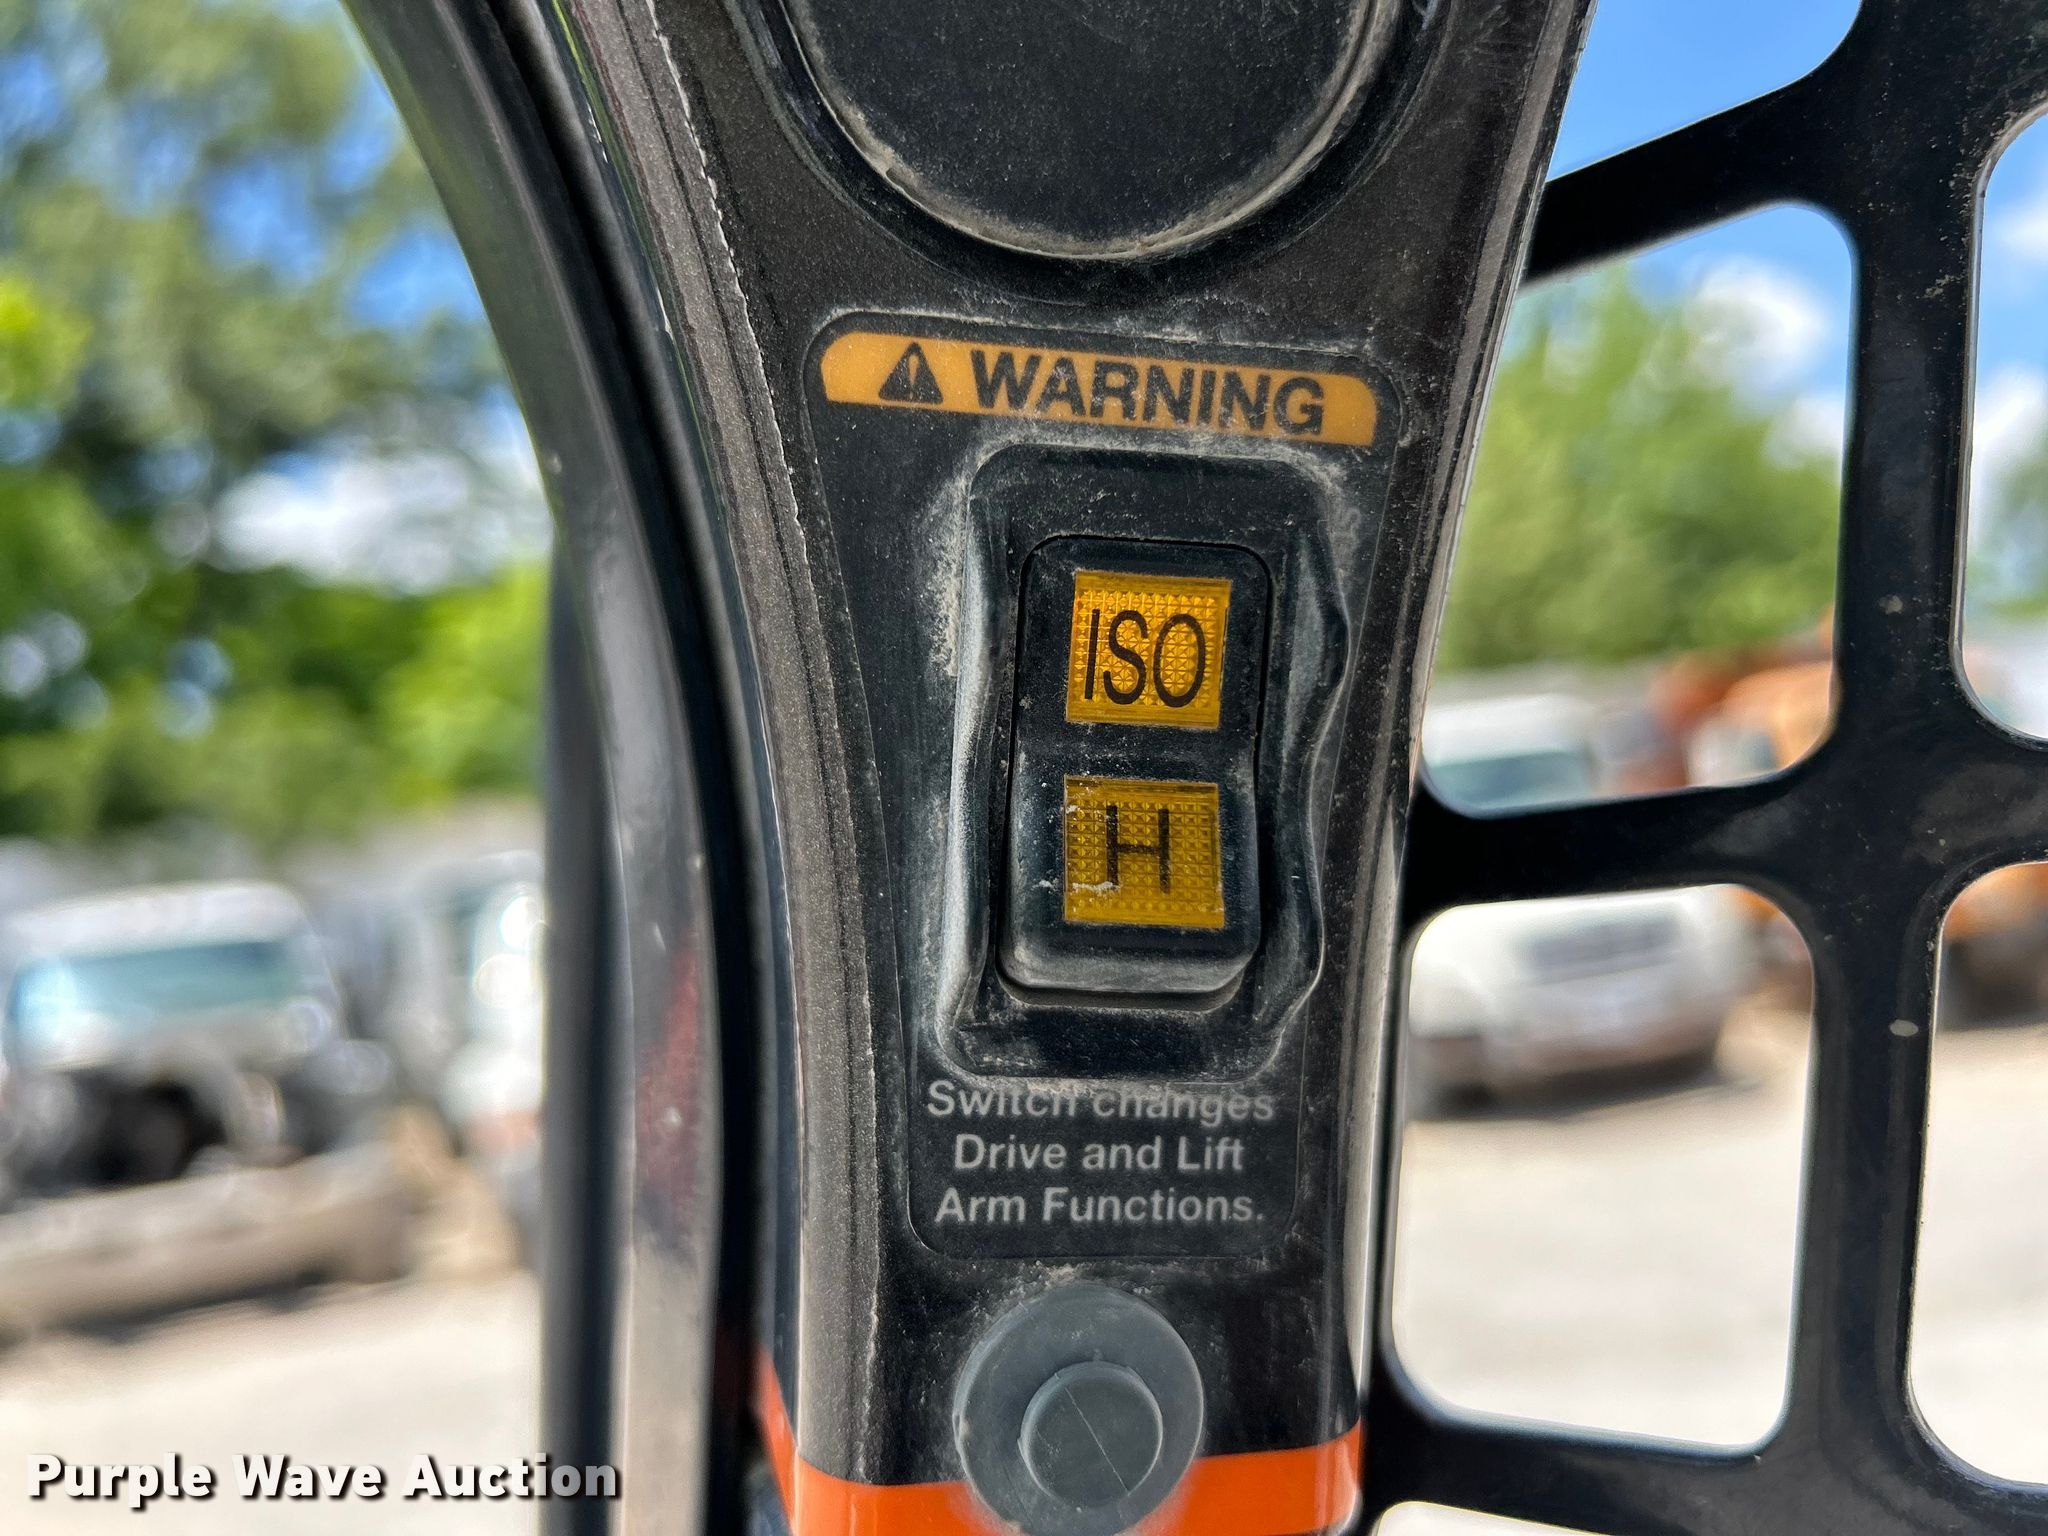 WARNING
ISO
H
Switch changes
Drive and Lift
Arm Functions.
Purple Wave Auction